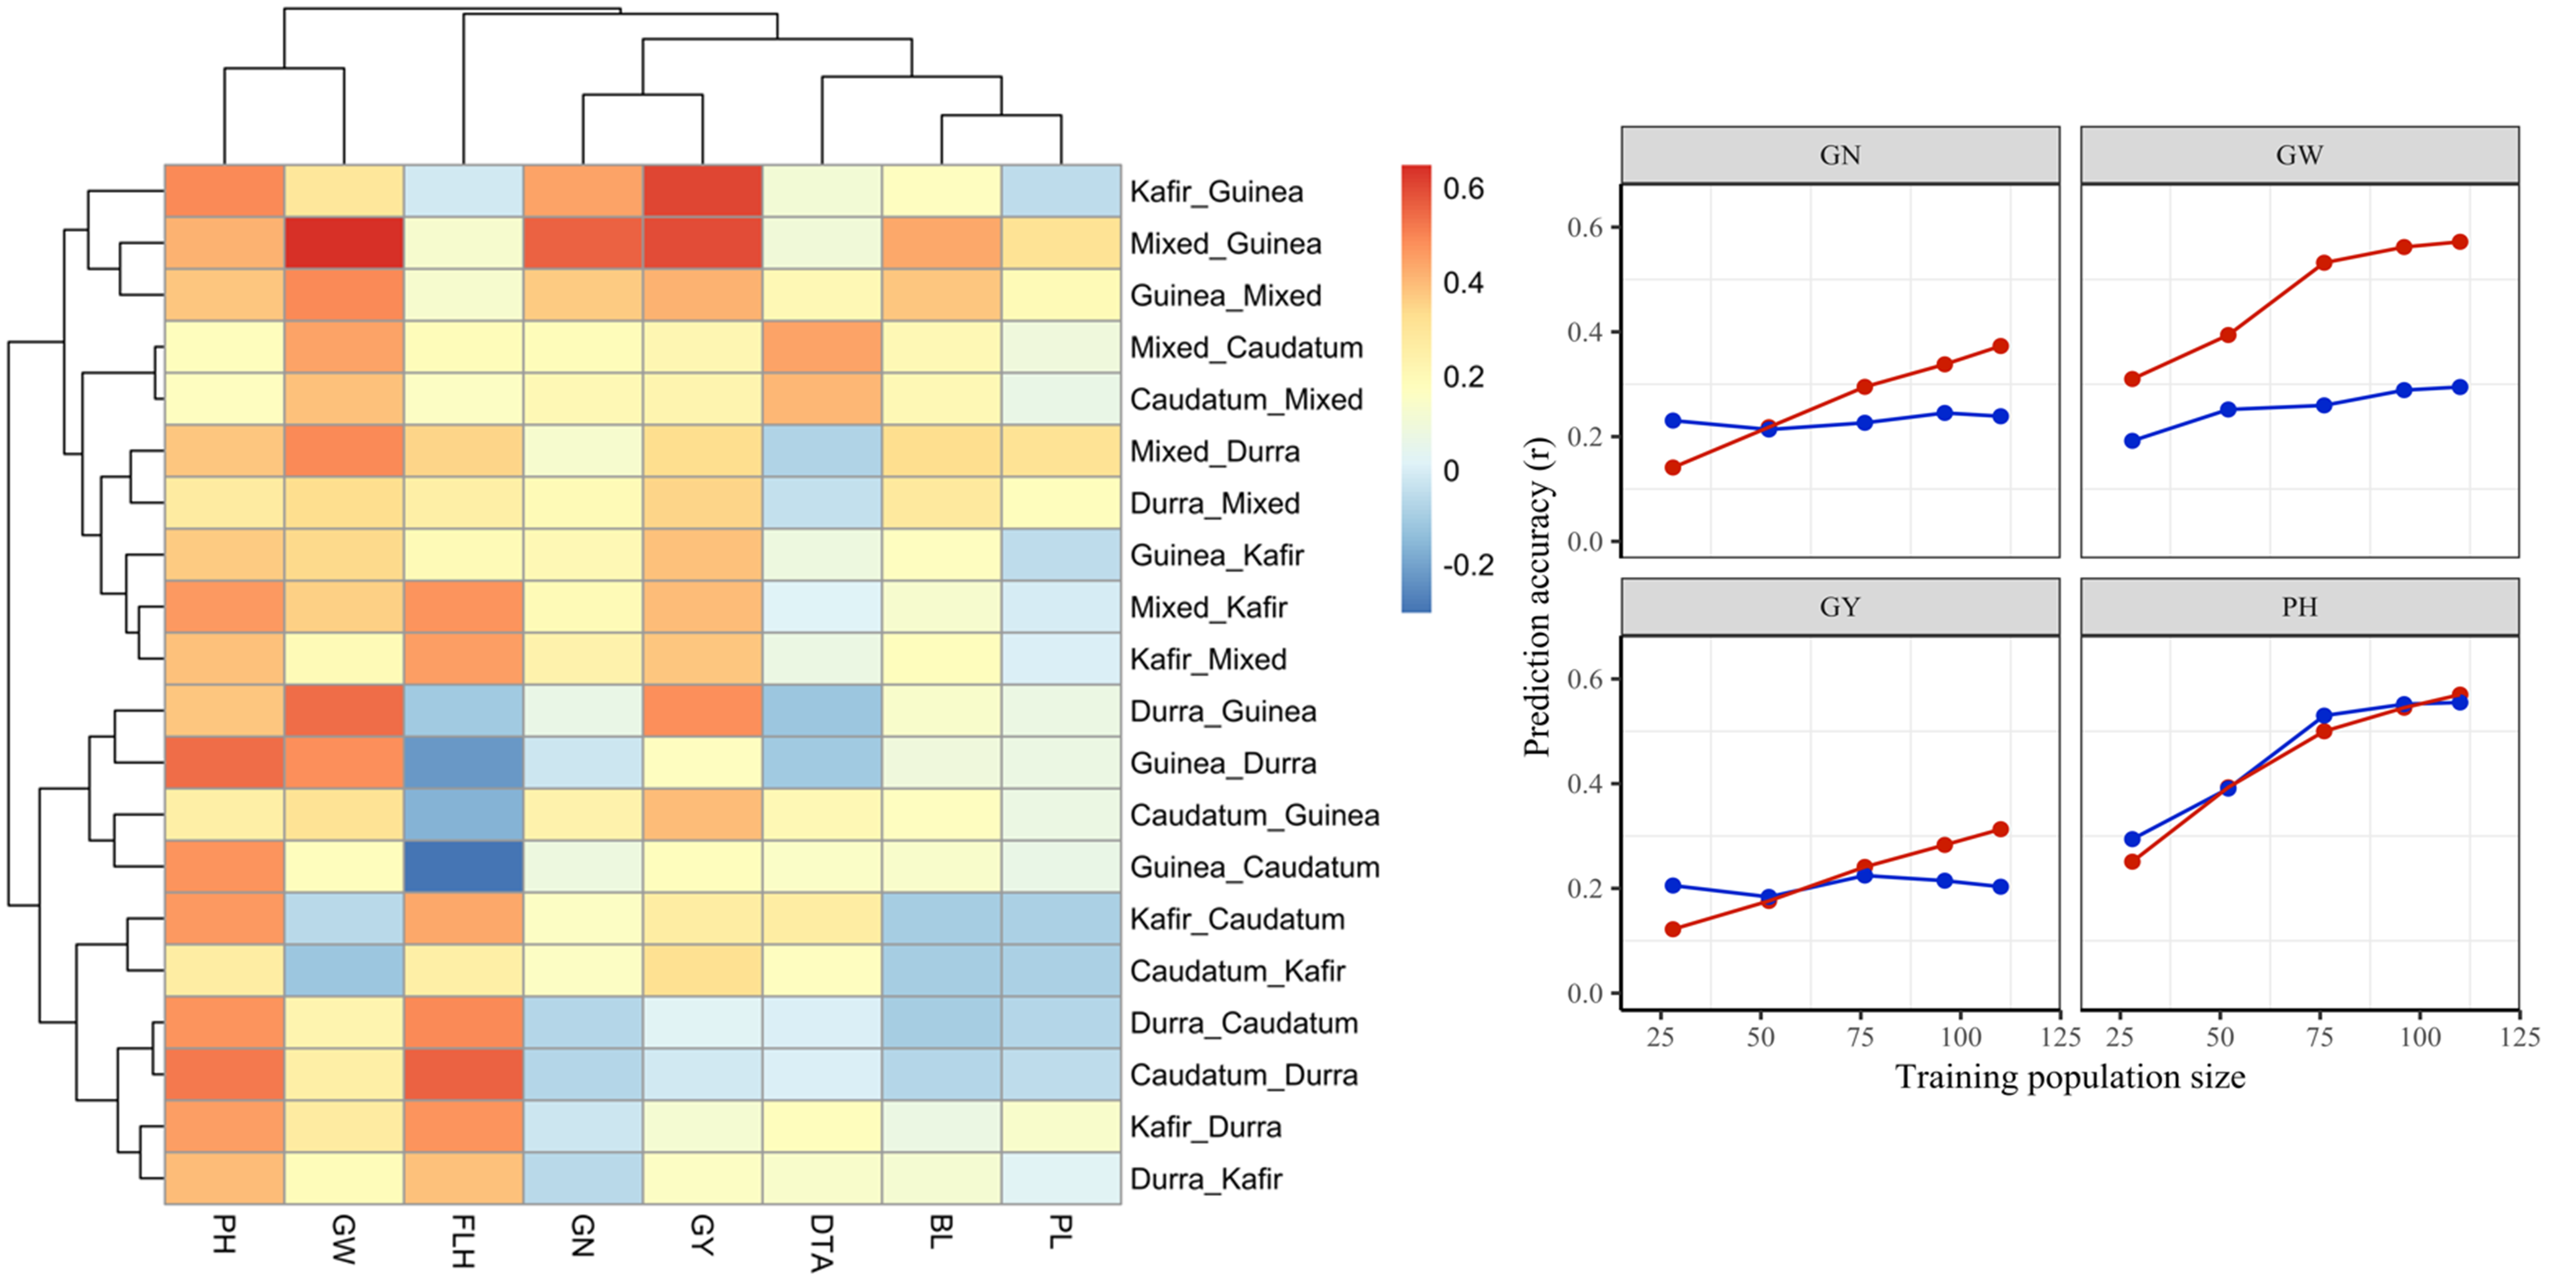 Kafir_Guinea
Mixed_Guinea
Guinea_Mixed
Mixed_Caudatum
Caudatum_Mixed
Mixed_Durra
Durra_Mixed
Guinea_Kafir
Mixed_Kafir
Kafir_Mixed
Durra_Guinea
Guinea_Durra
Caudatum_Guinea
Guinea_Caudatum
Kafir_Caudatum
Caudatum_Kafir
Durra_Caudatum
Caudatum_Durra
Kafir_Durra
Durra_Kafir
PH GW FLH GN GY DTA BL PL
0.6
0.4
0.2
0
-0.2
Prediction accuracy (r)
GN GW
0.6
0.4
0.2
0.0
GY PH
0.6
0.4
0.2
0.0
25 50 75 100 125 25 50 75 100 125
Training population size